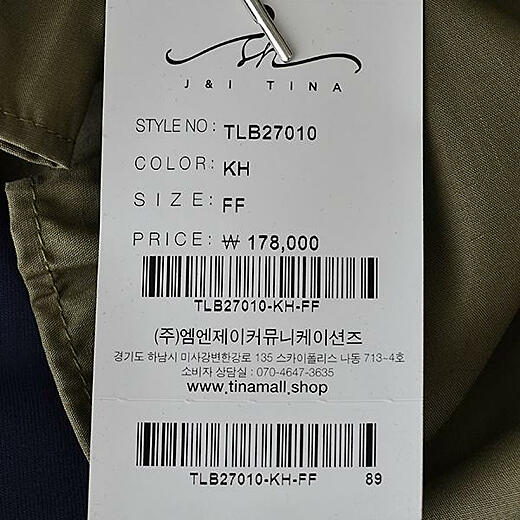 J & I TINA
STYLE NO : TLB27010
COLOR: KH
SIZE: FF
PRICE: ₩ 178,000
TLB27010-KH-FF
(주)엠엔제이커뮤니케이션즈
경기도 하남시 미사강변한강로 135 스카이폴리스 나동 713-4호
소비자 상담실 : 070-4647-3635
www.tinamall.shop
TLB27010-KH-FF 89